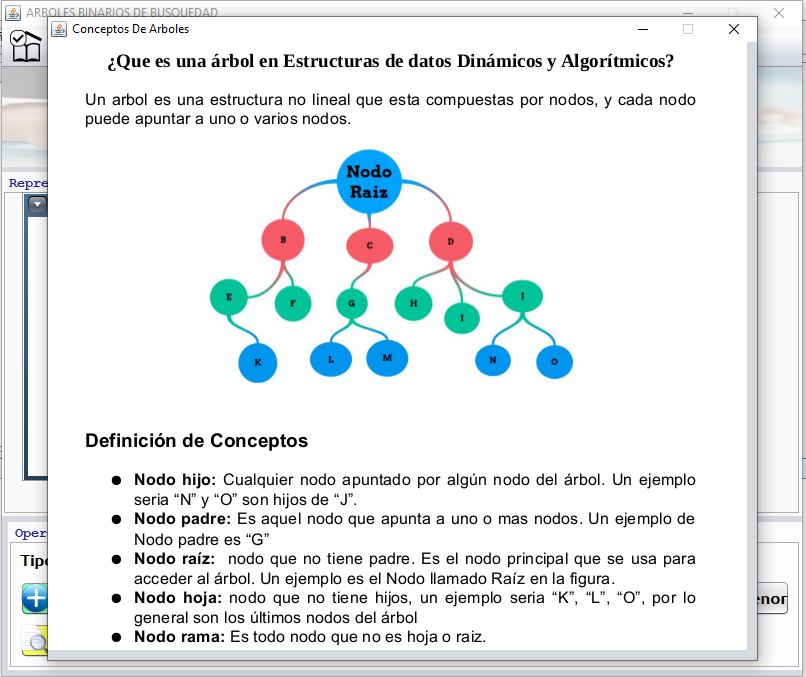 ARBOLES BINARIOS DE BUSQUEDAD
Conceptos De Arboles
¿Que es una árbol en Estructuras de datos Dinámicos y Algorítmicos?
Un arbol es una estructura no lineal que esta compuestas por nodos, y cada nodo
puede apuntar a uno o varios nodos.
Nodo
Raiz
B
C
D
E
F
G
H
I
J
K
L
M
N
O
Definición de Conceptos
● Nodo hijo: Cualquier nodo apuntado por algún nodo del árbol. Un ejemplo
seria “N” y “O” son hijos de “J”.
● Nodo padre: Es aquel nodo que apunta a uno o mas nodos. Un ejemplo de
Nodo padre es “G”
● Nodo raíz: nodo que no tiene padre. Es el nodo principal que se usa para
acceder al árbol. Un ejemplo es el Nodo llamado Raíz en la figura.
● Nodo hoja: nodo que no tiene hijos, un ejemplo seria “K”, “L”, “O”, por lo
general son los últimos nodos del árbol
● Nodo rama: Es todo nodo que no es hoja o raiz.
Repre
Oper
Tipo
enor